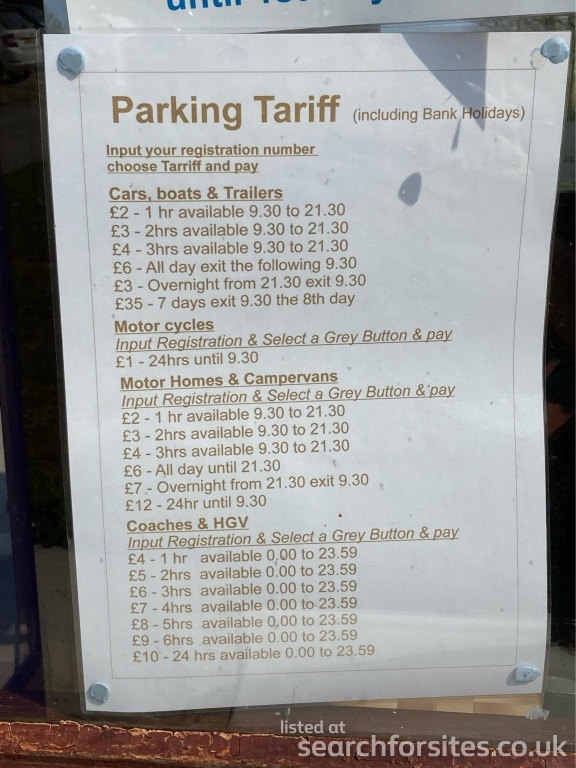 Parking Tariff (including Bank Holidays)
Input your registration number
choose Tarriff and pay
Cars, boats & Trailers
£2 - 1 hr available 9.30 to 21.30
£3 - 2hrs available 9.30 to 21.30
£4 - 3hrs available 9.30 to 21.30
£6 - All day exit the following 9.30
£3 - Overnight from 21.30 exit 9.30
£35 - 7 days exit 9.30 the 8th day
Motor cycles
Input Registration & Select a Grey Button & pay
£1 - 24hrs until 9.30
Motor Homes & Campervans
Input Registration & Select a Grey Button & pay
£2 - 1 hr available 9.30 to 21.30
£3 - 2hrs available 9.30 to 21.30
£4 - 3hrs available 9.30 to 21.30
£6 - All day until 21.30
£7 - Overnight from 21.30 exit 9.30
£12 - 24hr until 9.30
Coaches & HGV
Input Registration & Select a Grey Button & pay
£4 - 1 hr available 0.00 to 23.59
£5 - 2hrs available 0.00 to 23.59
£6 - 3hrs available 0.00 to 23.59
£7 - 4hrs available 0.00 to 23.59
£8 - 5hrs available 0.00 to 23.59
£9 - 6hrs available 0.00 to 23.59
£10 - 24 hrs available 0.00 to 23.59
listed at
searchforsites.co.uk